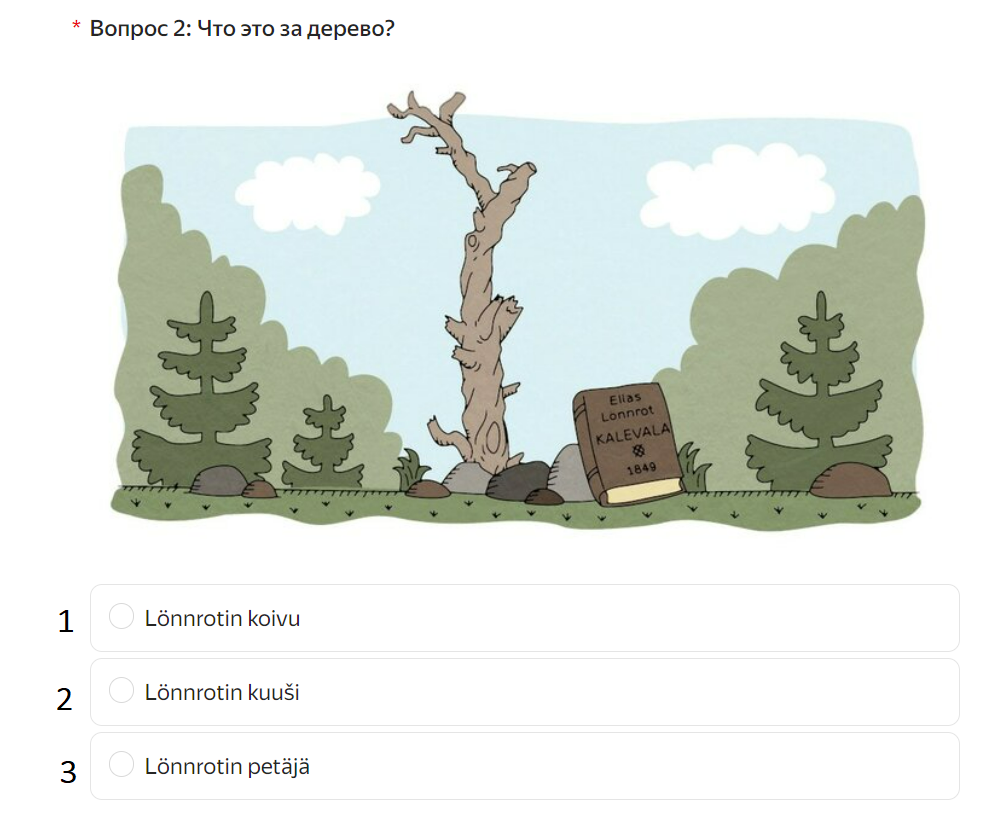 * Вопрос 2: Что это за дерево?
Elias
Lönnrot
KALEVALA
1849
1 Lönnrotin koivu
2 Lönnrotin kuuši
3 Lönnrotin petäjä